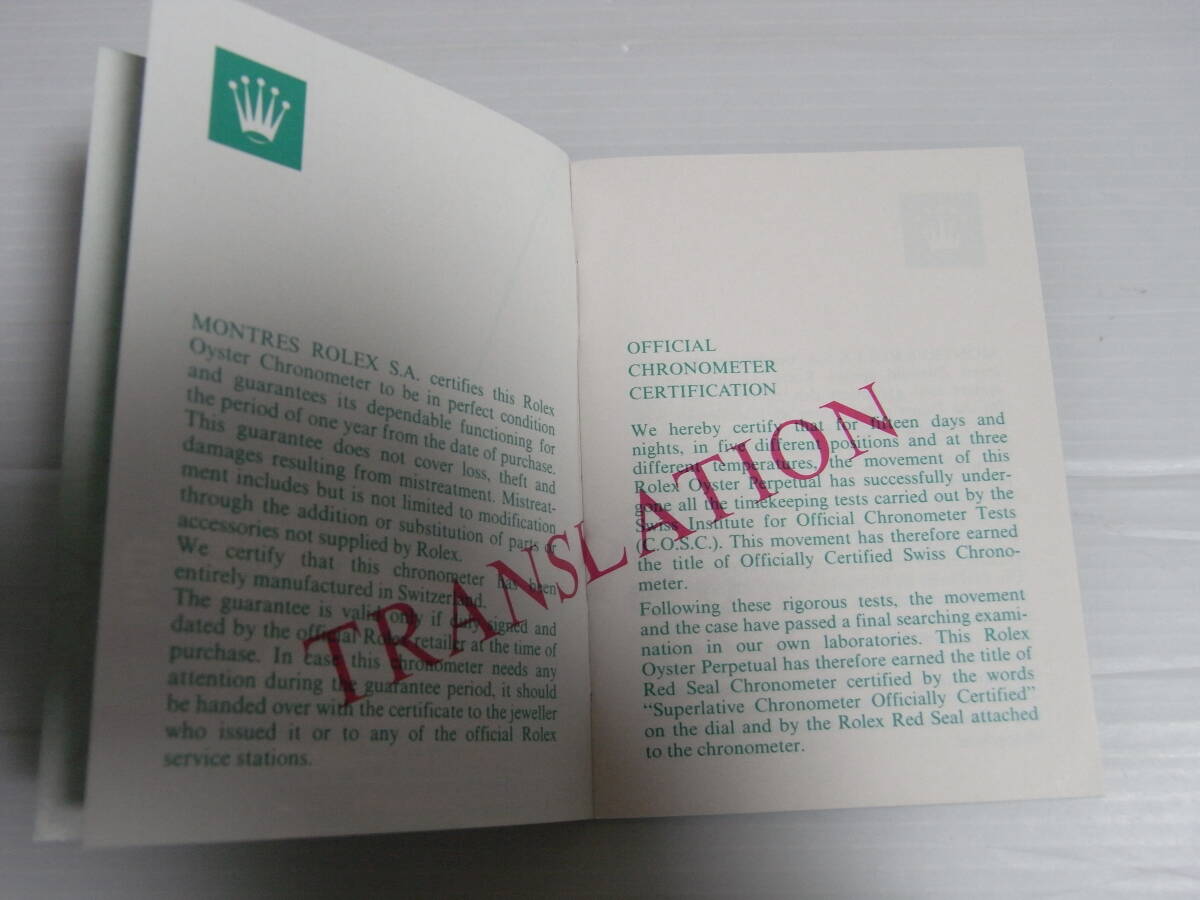 MONTRES ROLEX S.A. certifies this Rolex
Oyster Chronometer to be in perfect condition
and guarantees its dependable functioning for
the period of one year from the date of purchase.
This guarantee does not cover loss, theft and
damages resulting from mistreatment. Mistreat-
ment includes but is not limited to modification
through the addition or substitution of parts or
accessories not supplied by Rolex.
We certify that this chronometer has been
entirely manufactured in Switzerland.
The guarantee is valid only if duly signed and
dated by the official Rolex retailer at the time of
purchase. In case this chronometer needs any
attention during the guarantee period, it should
be handed over with the certificate to the jeweller
who issued it or to any of the official Rolex
service stations.
OFFICIAL
CHRONOMETER
CERTIFICATION
We hereby certify that for fifteen days and
nights, in five different positions and at three
different temperatures, the movement of this
Rolex Oyster Perpetual has successfully under-
gone all the timekeeping tests carried out by the
Swiss Institute for Official Chronometer Tests
(C.O.S.C.). This movement has therefore earned
the title of Officially Certified Swiss Chrono-
meter.
Following these rigorous tests, the movement
and the case have passed a final searching exami-
nation in our own laboratories. This Rolex
Oyster Perpetual has therefore earned the title of
Red Seal Chronometer certified by the words
“Superlative Chronometer Officially Certified”
on the dial and by the Rolex Red Seal attached
to the chronometer.
TRANSLATION